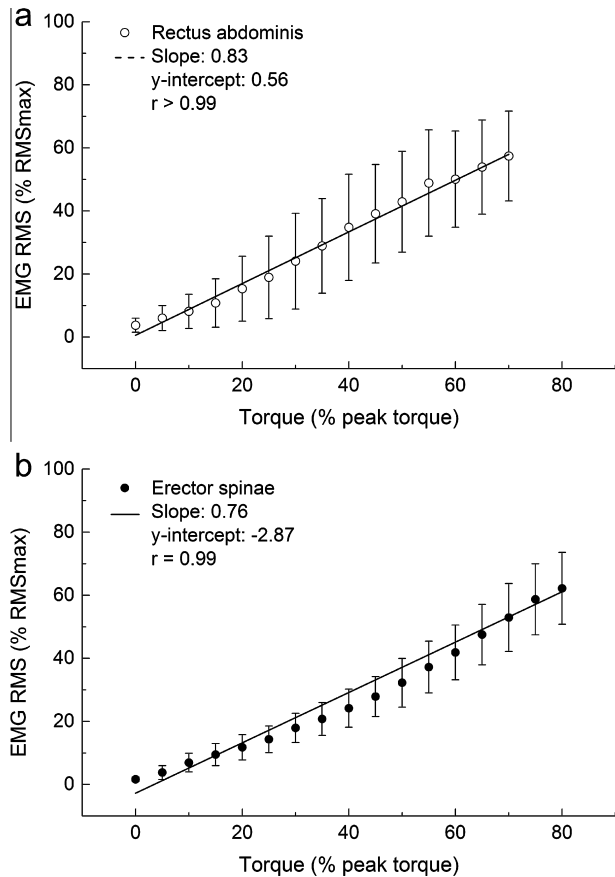 a
100
80
60
40
20
0
EMG RMS (% RMSmax)
Rectus abdominis
Slope: 0.83
y-intercept: 0.56
r > 0.99
0 20 40 60 80
Torque (% peak torque)
b
100
80
60
40
20
0
EMG RMS (% RMSmax)
Erector spinae
Slope: 0.76
y-intercept: -2.87
r = 0.99
0 20 40 60 80
Torque (% peak torque)